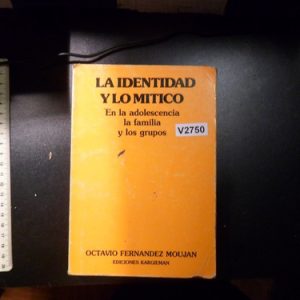 LA IDENTIDAD
Y LO MITICO
En la adolescencia
la familia
y los grupos
V2750
OCTAVIO FERNANDEZ MOUJAN
EDICIONES KARGIEMAN